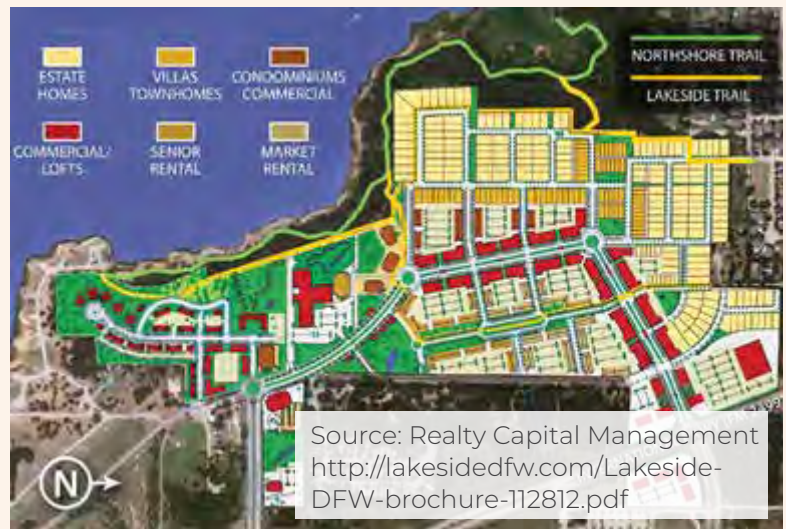 ESTATE
HOMES
VILLAS
TOWNHOMES
CONDOMINIUMS
COMMERCIAL
COMMERCIAL/
LOFTS
SENIOR
RENTAL
MARKET
RENTAL
NORTHSHORE TRAIL
LAKESIDE TRAIL
N
Source: Realty Capital Management
http://lakesidedfw.com/Lakeside-
DFW-brochure-112812.pdf